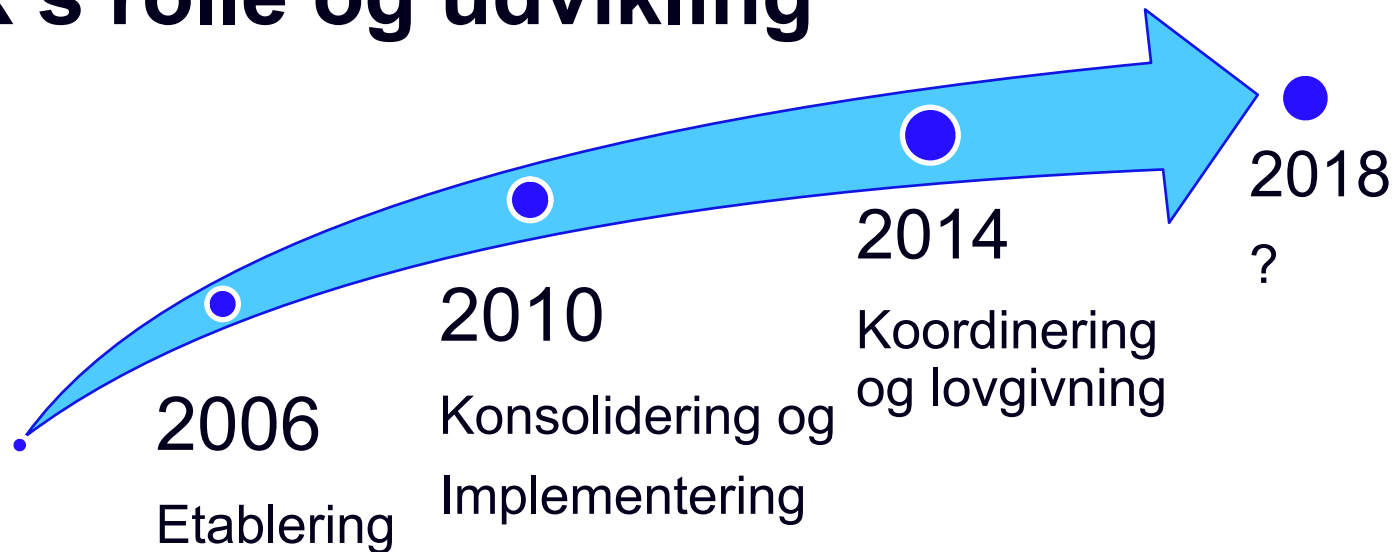 's rolle og udvikling
2006
Etablering
2010
Konsolidering og
Implementering
2014
Koordinering
og lovgivning
2018
?